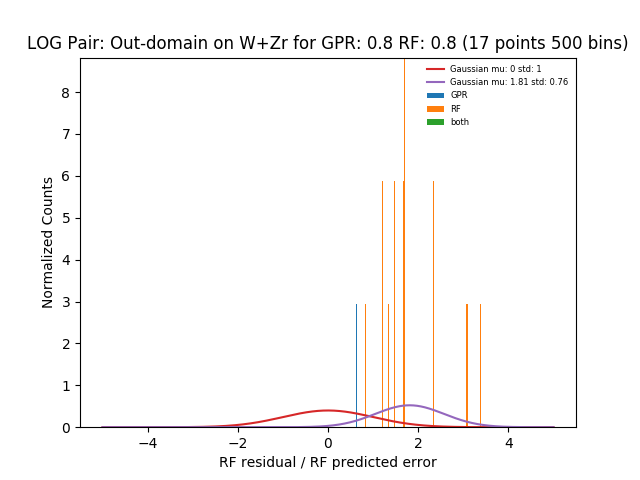 LOG Pair: Out-domain on W+Zr for GPR: 0.8 RF: 0.8 (17 points 500 bins)
Gaussian mu: 0 std: 1
Gaussian mu: 1.81 std: 0.76
GPR
RF
both
Normalized Counts
8
7
6
5
4
3
2
1
0
−4
−2
0
2
4
RF residual / RF predicted error